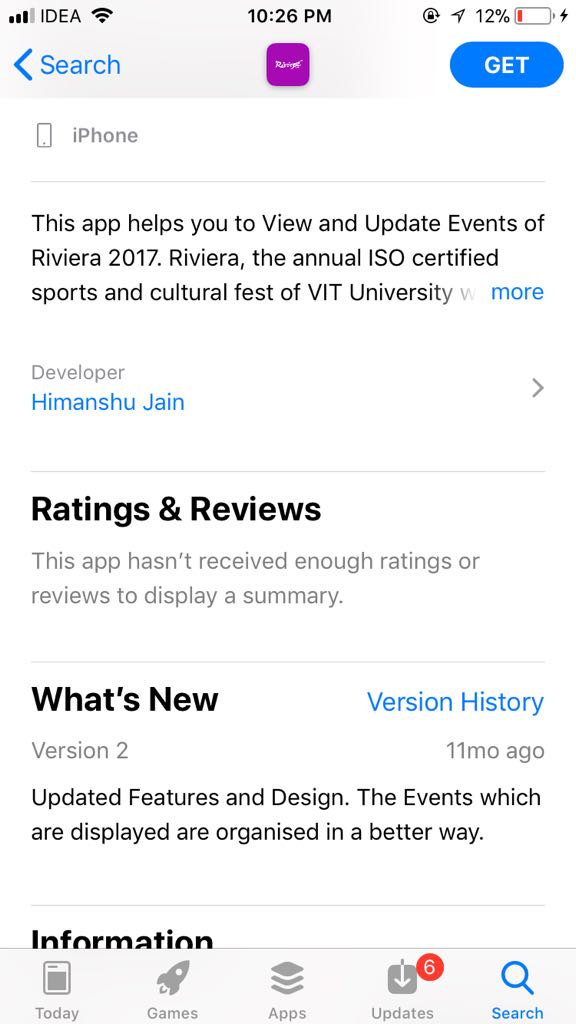 IDEA 10:26 PM 12%
Search GET
iPhone
This app helps you to View and Update Events of
Riviera 2017. Riviera, the annual ISO certified
sports and cultural fest of VIT University w more
Developer
Himanshu Jain
Ratings & Reviews
This app hasn't received enough ratings or
reviews to display a summary.
What's New Version History
Version 2 11mo ago
Updated Features and Design. The Events which
are displayed are organised in a better way.
Information
6
Today Games Apps Updates Search